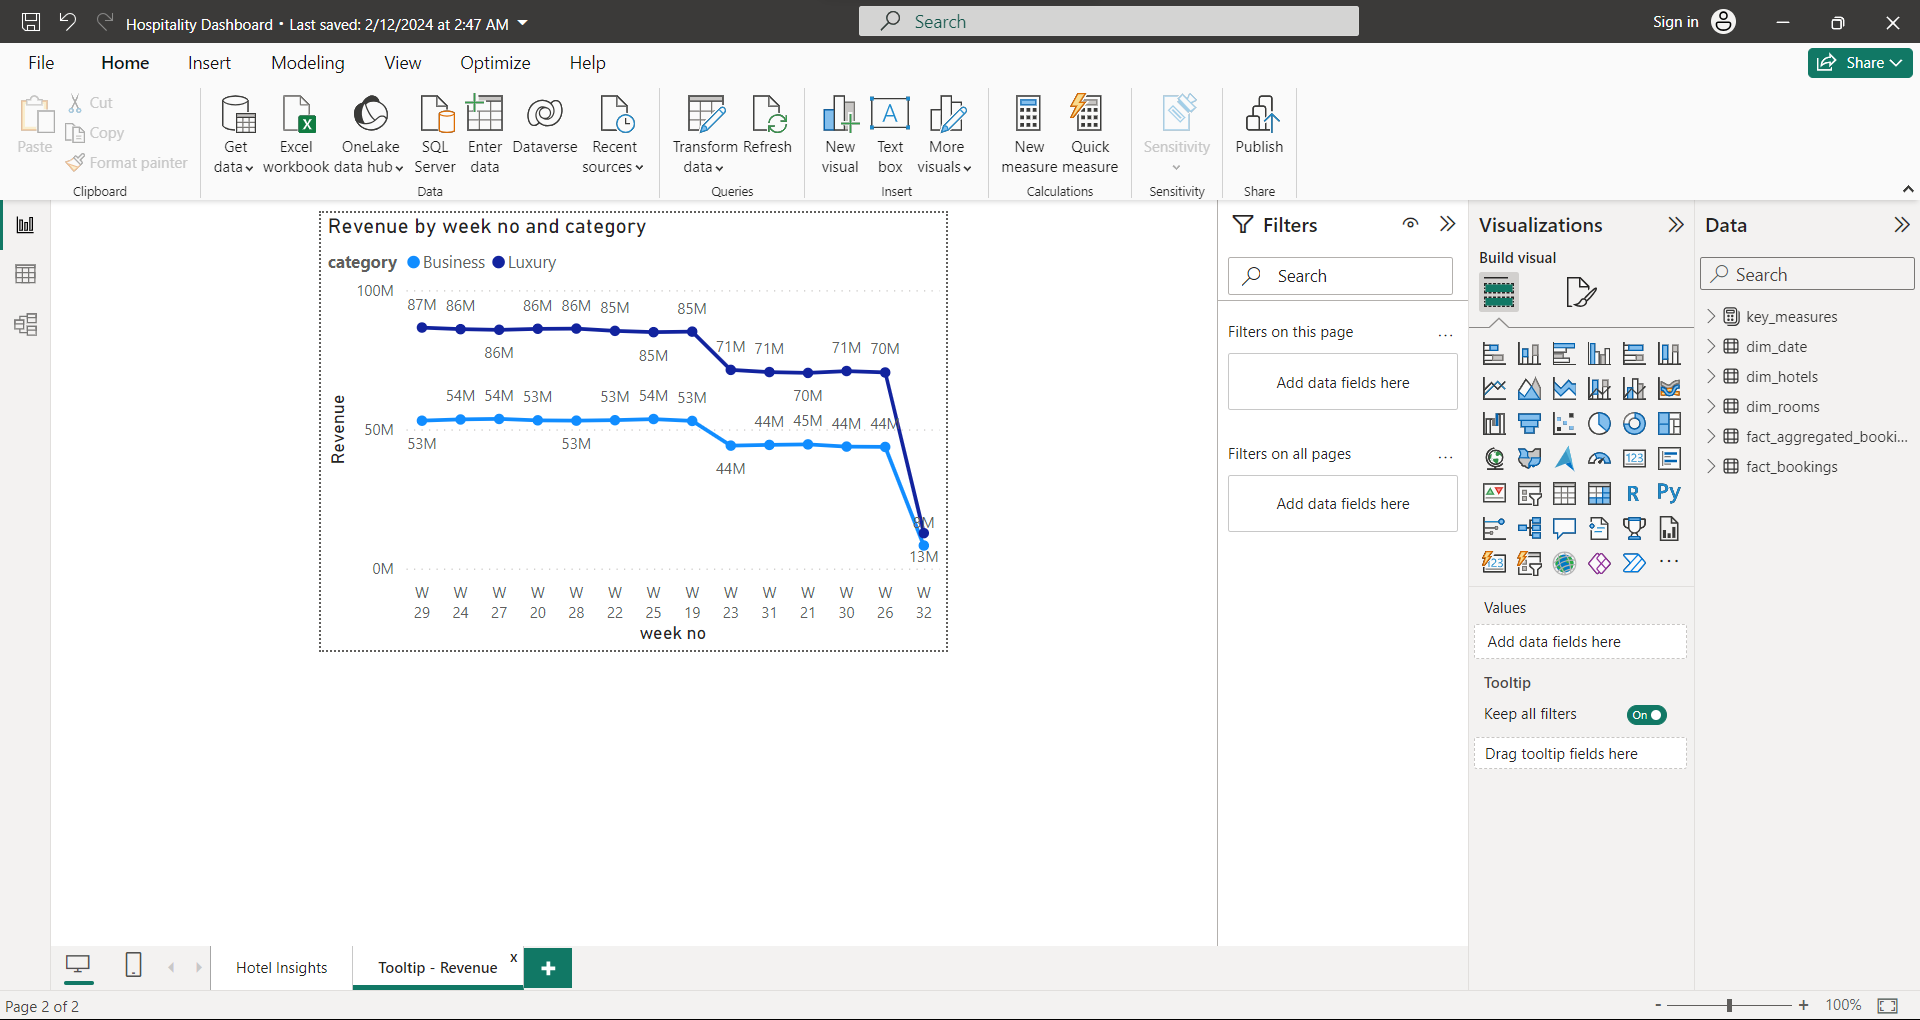 Hospitality Dashboard • Last saved: 2/12/2024 at 2:47 AM
Search
Sign in
File Home Insert Modeling View Optimize Help
Share
Paste
Cut
Copy
Format painter
Clipboard
Get data
Excel workbook
OneLake data hub
SQL Server
Enter data
Dataverse
Recent sources
Data
Transform data
Refresh
Queries
New visual
Text box
More visuals
Insert
New measure
Quick measure
Calculations
Sensitivity
Sensitivity
Publish
Share
Revenue by week no and category
category Business Luxury
100M
87M 86M 86M 86M 85M 85M
86M 85M
71M 71M 71M 70M
70M
54M 54M 53M 53M 54M 53M
44M 45M 44M 44M
50M
53M 53M
44M
Revenue
13M
0M
W 29
W 24
W 27
W 20
W 28
W 22
W 25
W 19
W 23
W 31
W 21
W 30
W 26
W 32
week no
Filters
Search
Filters on this page ...
Add data fields here
Filters on all pages ...
Add data fields here
Visualizations
Build visual
123
R
Py
123
...
Values
Add data fields here
Tooltip
Keep all filters On
Drag tooltip fields here
Data
Search
key_measures
dim_date
dim_hotels
dim_rooms
fact_aggregated_booki...
fact_bookings
Hotel Insights
Tooltip - Revenue x
+
Page 2 of 2
- + 100%